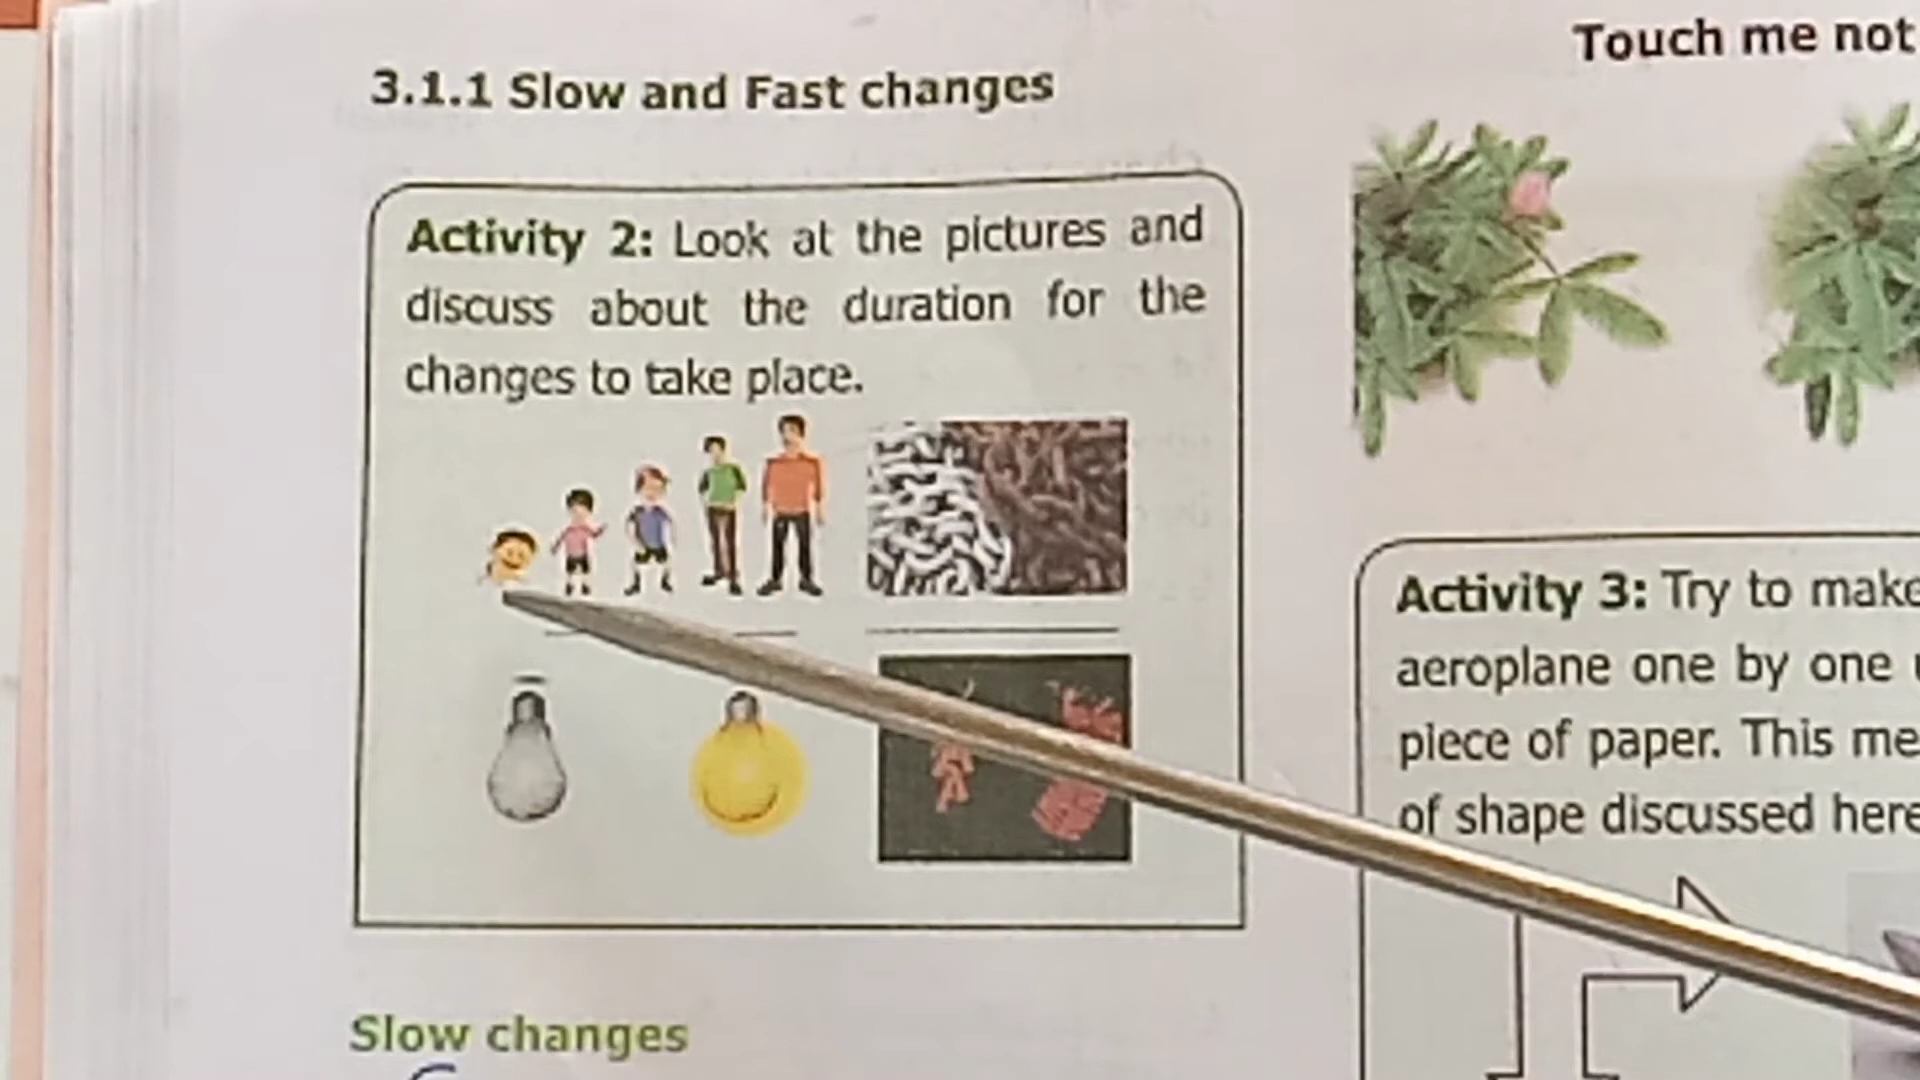 3.1.1 Slow and Fast changes
Activity 2: Look at the pictures and
discuss about the duration for the
changes to take place.
Slow changes
Touch me not
Activity 3: Try to make
aeroplane one by one
piece of paper. This me
of shape discussed here